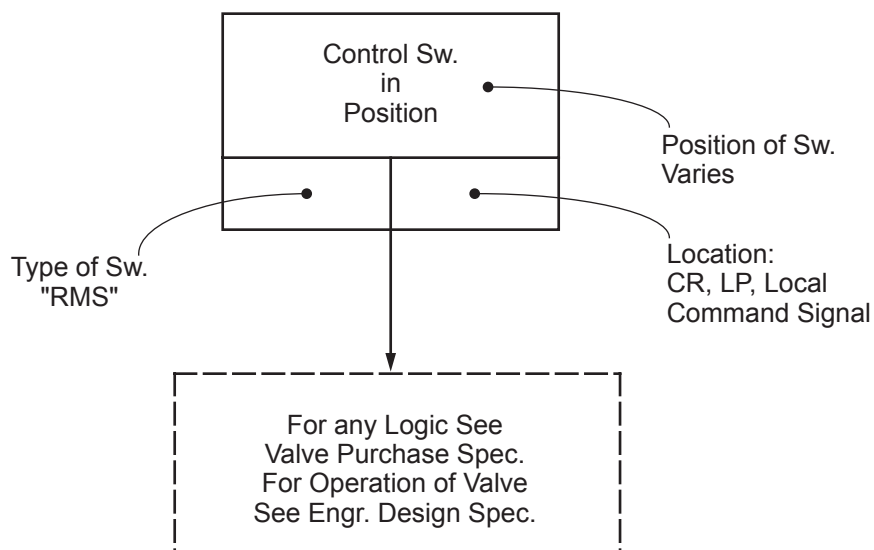 Control Sw.
in
Position
Position of Sw.
Varies
Type of Sw.
"RMS"
Location:
CR, LP, Local
Command Signal
For any Logic See
Valve Purchase Spec.
For Operation of Valve
See Engr. Design Spec.